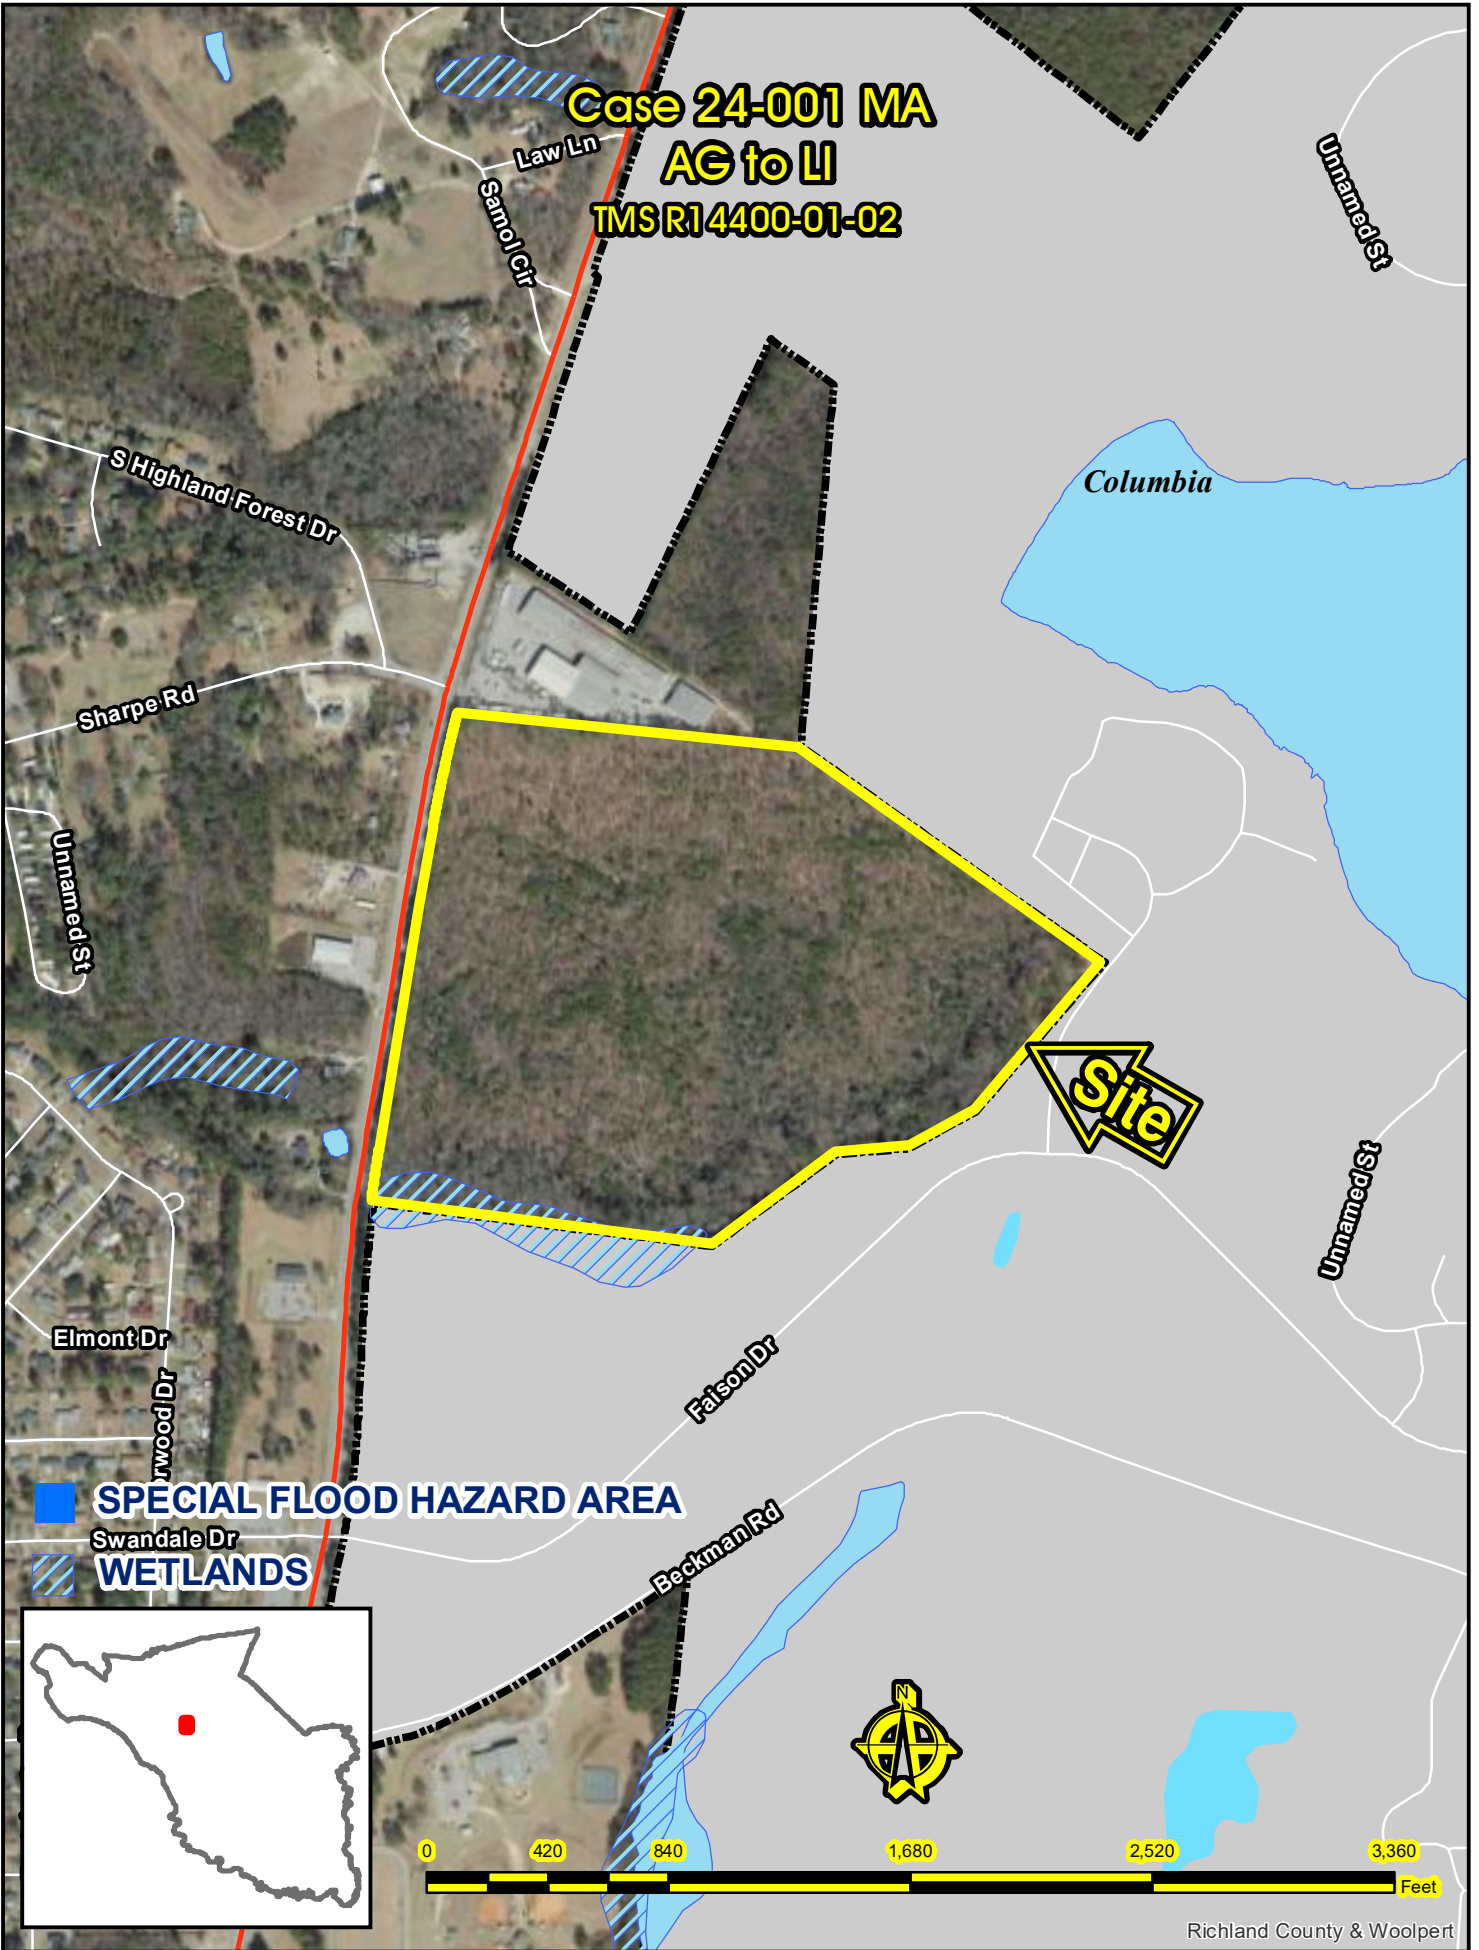 Case 24-001 MA
AG to LI
TMS R14400-01-02
Law Ln
Samol Cir
Unnamed St
Columbia
S Highland Forest Dr
Sharpe Rd
Unnamed St
Site
Unnamed St
Elmont Dr
Faison Dr
rwood Dr
SPECIAL FLOOD HAZARD AREA
Swandale Dr
WETLANDS
Beckman Rd
N
0 420 840 1,680 2,520 3,360
Feet
Richland County & Woolpert